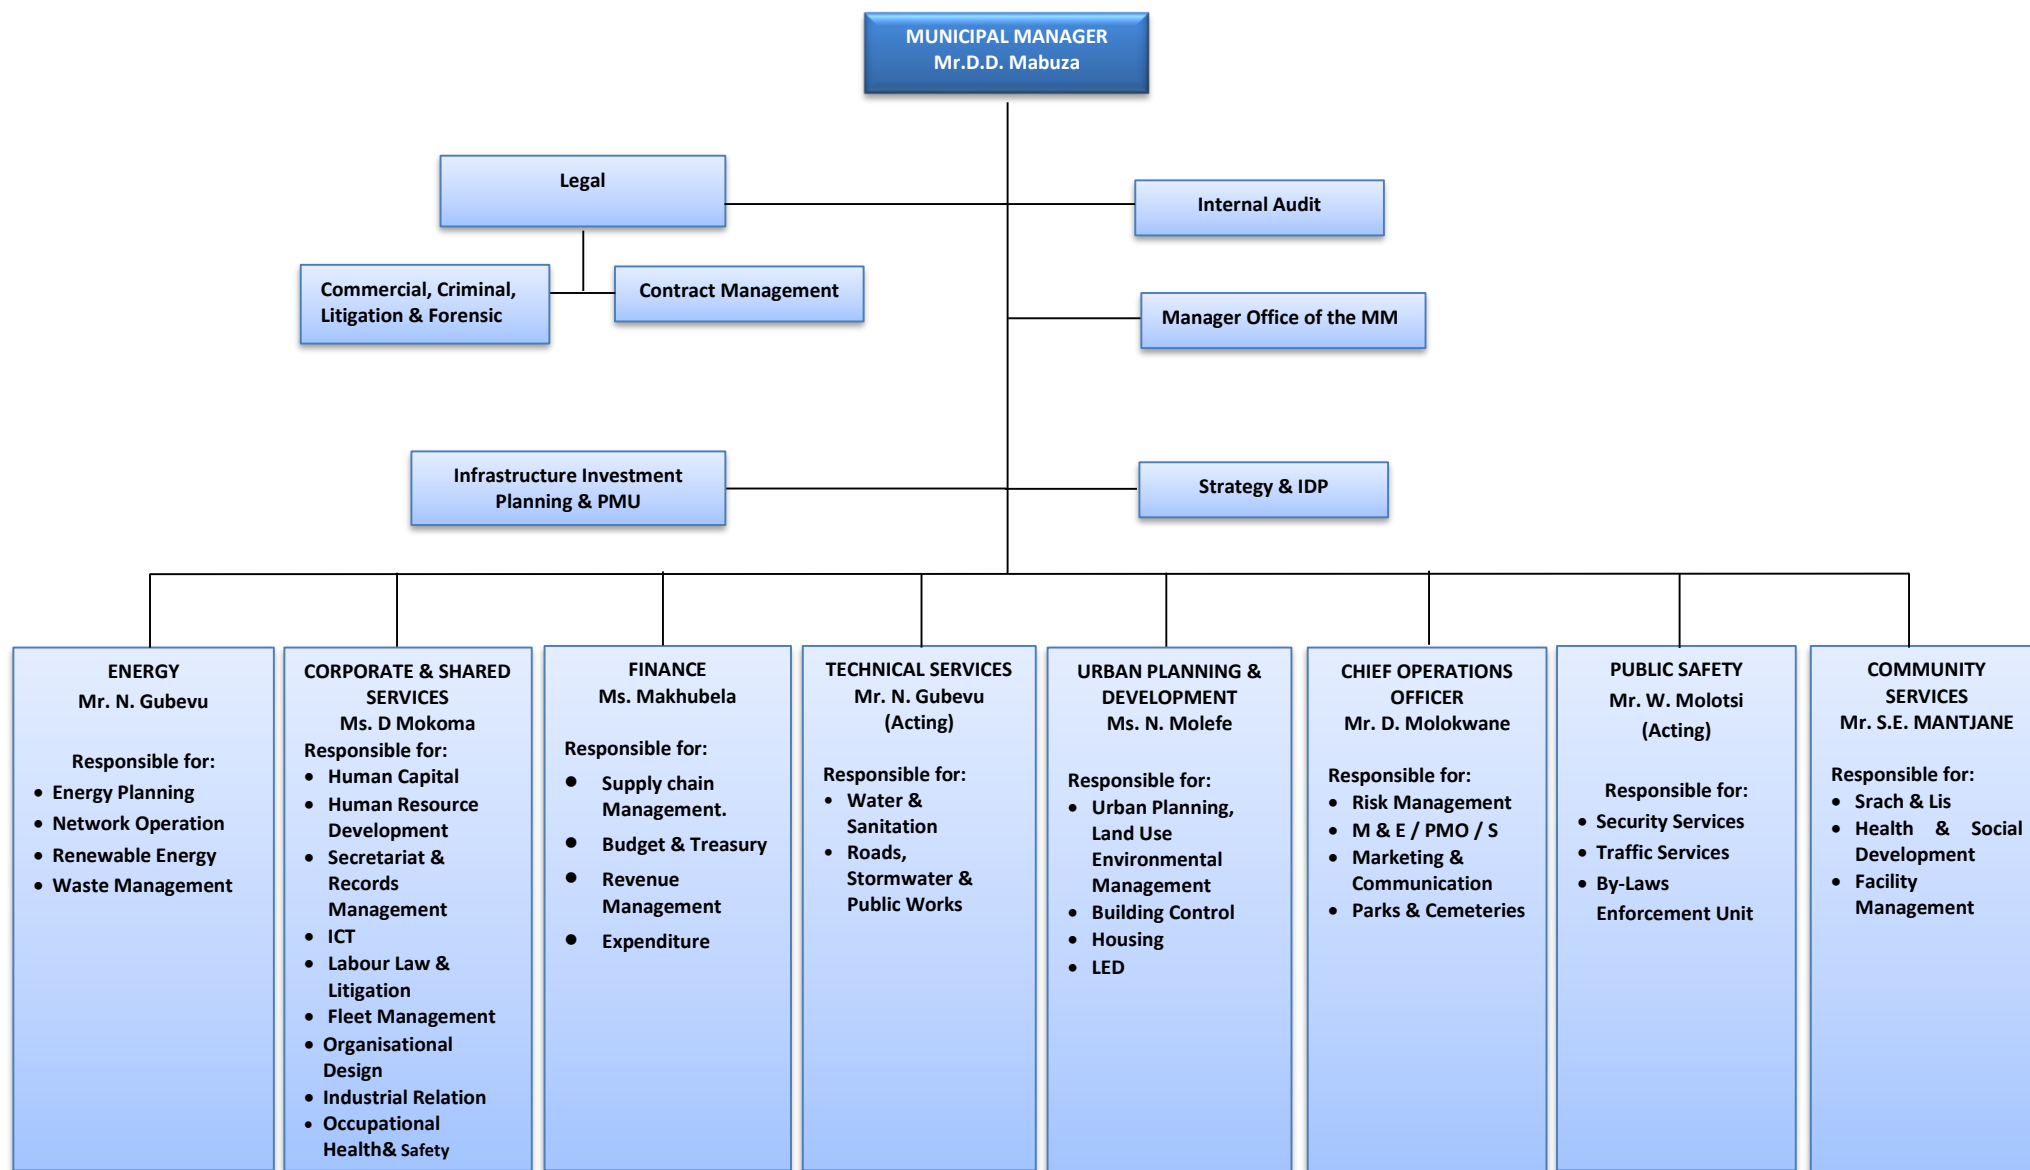 MUNICIPAL MANAGER
Mr.D.D. Mabuza
Legal
Internal Audit
Commercial, Criminal,
Litigation & Forensic
Contract Management
Manager Office of the MM
Infrastructure Investment
Planning & PMU
Strategy & IDP
ENERGY
Mr. N. Gubevu
Responsible for:
• Energy Planning
• Network Operation
• Renewable Energy
• Waste Management
CORPORATE & SHARED
SERVICES
Ms. D Mokoma
Responsible for:
• Human Capital
• Human Resource
Development
• Secretariat &
Records
Management
• ICT
• Labour Law &
Litigation
• Fleet Management
• Organisational
Design
• Industrial Relation
• Occupational
Health& Safety
FINANCE
Ms. Makhubela
Responsible for:
• Supply chain
Management.
• Budget & Treasury
• Revenue
Management
• Expenditure
TECHNICAL SERVICES
Mr. N. Gubevu
(Acting)
Responsible for:
• Water &
Sanitation
• Roads,
Stormwater &
Public Works
URBAN PLANNING &
DEVELOPMENT
Ms. N. Molefe
Responsible for:
• Urban Planning,
Land Use
Environmental
Management
• Building Control
• Housing
• LED
CHIEF OPERATIONS
OFFICER
Mr. D. Molokwane
Responsible for:
• Risk Management
• M & E / PMO / S
• Marketing &
Communication
• Parks & Cemeteries
PUBLIC SAFETY
Mr. W. Molotsi
(Acting)
Responsible for:
• Security Services
• Traffic Services
• By-Laws
Enforcement Unit
COMMUNITY
SERVICES
Mr. S.E. MANTJANE
Responsible for:
• Srach & Lis
• Health & Social
Development
• Facility
Management